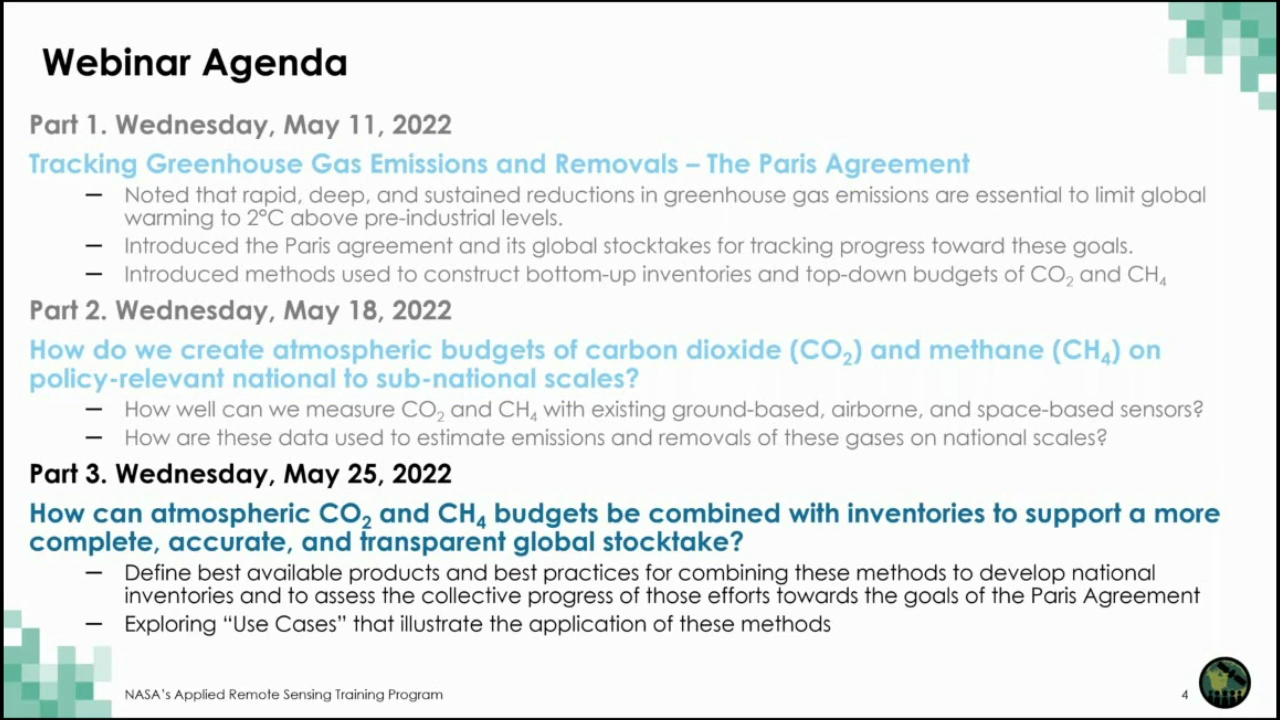 Webinar Agenda
Part 1. Wednesday, May 11, 2022
Tracking Greenhouse Gas Emissions and Removals – The Paris Agreement
— Noted that rapid, deep, and sustained reductions in greenhouse gas emissions are essential to limit global
warming to 2°C above pre-industrial levels.
— Introduced the Paris agreement and its global stocktakes for tracking progress toward these goals.
— Introduced methods used to construct bottom-up inventories and top-down budgets of CO₂ and CH₄
Part 2. Wednesday, May 18, 2022
How do we create atmospheric budgets of carbon dioxide (CO₂) and methane (CH₄) on
policy-relevant national to sub-national scales?
— How well can we measure CO₂ and CH₄ with existing ground-based, airborne, and space-based sensors?
— How are these data used to estimate emissions and removals of these gases on national scales?
Part 3. Wednesday, May 25, 2022
How can atmospheric CO₂ and CH₄ budgets be combined with inventories to support a more
complete, accurate, and transparent global stocktake?
— Define best available products and best practices for combining these methods to develop national
inventories and to assess the collective progress of those efforts towards the goals of the Paris Agreement
— Exploring “Use Cases” that illustrate the application of these methods
NASA’s Applied Remote Sensing Training Program
4